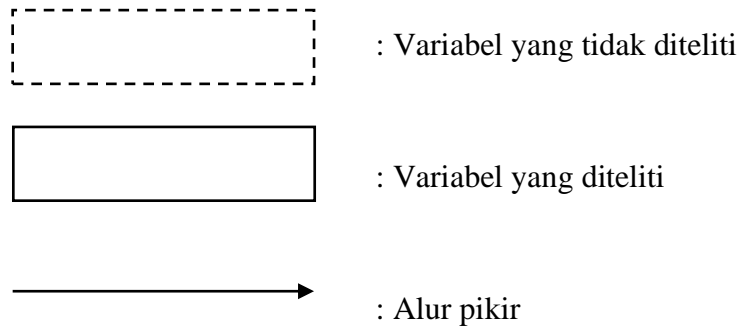 : Variabel yang tidak diteliti
: Variabel yang diteliti
: Alur pikir